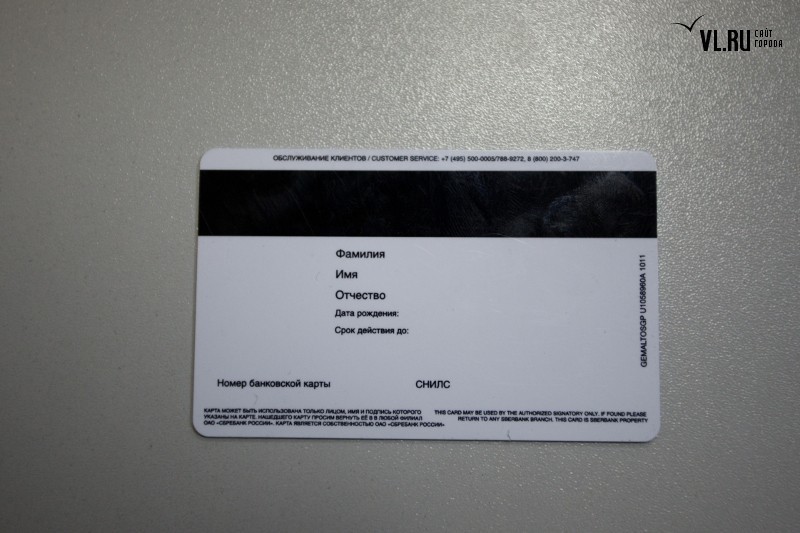 VL.RU САЙТ ГОРОДА
ОБСЛУЖИВАНИЕ КЛИЕНТОВ / CUSTOMER SERVICE: +7 (495) 500-0005/788-9272, 8 (800) 200-3-747
Фамилия
Имя
Отчество
Дата рождения:
Срок действия до:
GEMALTOSGP U1056960A 1011
Номер банковской карты
СНИЛС
КАРТА МОЖЕТ БЫТЬ ИСПОЛЬЗОВАНА ТОЛЬКО ЛИЦОМ, ИМЯ И ПОДПИСЬ КОТОРОГО
УКАЗАНЫ НА КАРТЕ. НАШЕДШЕГО КАРТУ ПРОСИМ ВЕРНУТЬ ЕЁ В В ЛЮБОЙ ФИЛИАЛ
ОАО «СБРЕБАНК РОССИИ». КАРТА ЯВЛЯЕТСЯ СОБСТВЕННОСТЬЮ ОАО «СБРЕБАНК РОССИИ»
THIS CARD MAY BE USED BY THE AUTHORIZED SIGNATORY ONLY. IF FOUND PLEASE
RETURN TO ANY SBERBANK BRANCH. THIS CARD IS SBERBANK PROPERTY